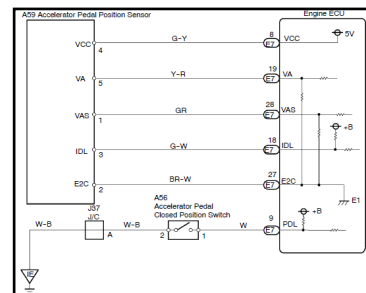 A59 Accelerator Pedal Position Sensor
Engine ECU
VCC
4
G-Y
8
E7
VCC
5V
VA
5
Y-R
19
E7
VA
VAS
1
GR
28
E7
VAS
+B
IDL
3
G-W
18
E7
IDL
E2C
2
BR-W
27
E7
E2C
E1
J37
J/C
A
W-B
W-B
A56
Accelerator Pedal
Closed Position Switch
2
1
W
9
E7
PDL
+B
IE